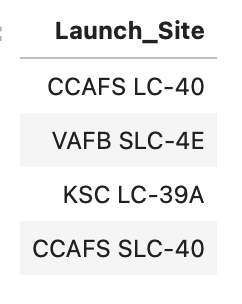 Launch_Site
CCAFS LC-40
VAFB SLC-4E
KSC LC-39A
CCAFS SLC-40